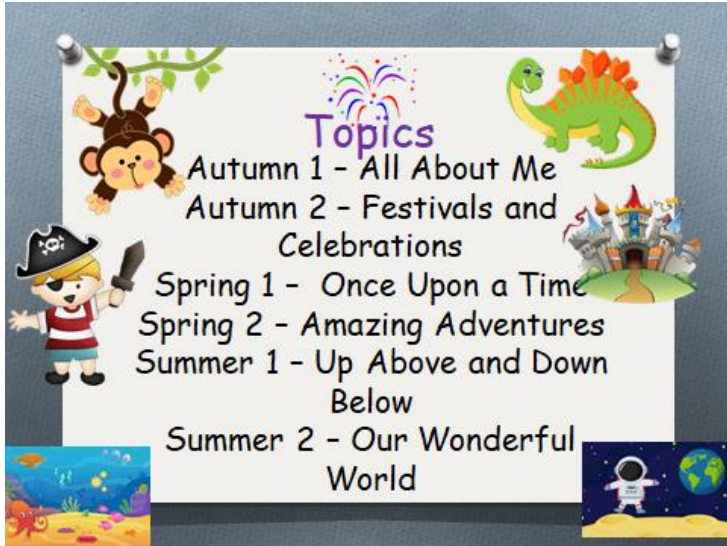 Topics
Autumn 1 – All About Me
Autumn 2 – Festivals and
Celebrations
Spring 1 –  Once Upon a Time
Spring 2 – Amazing Adventures
Summer 1 – Up Above and Down
Below
Summer 2 – Our Wonderful
World